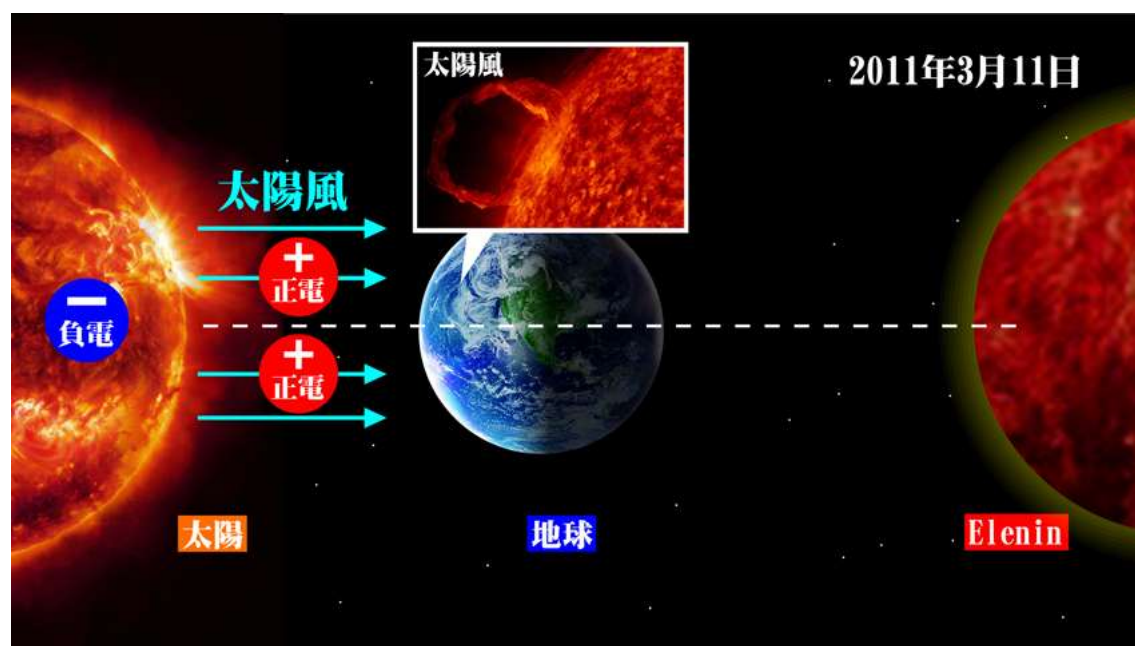 太陽風
2011年3月11日
太陽風
+
正電
−
負電
+
正電
太陽
地球
Elenin